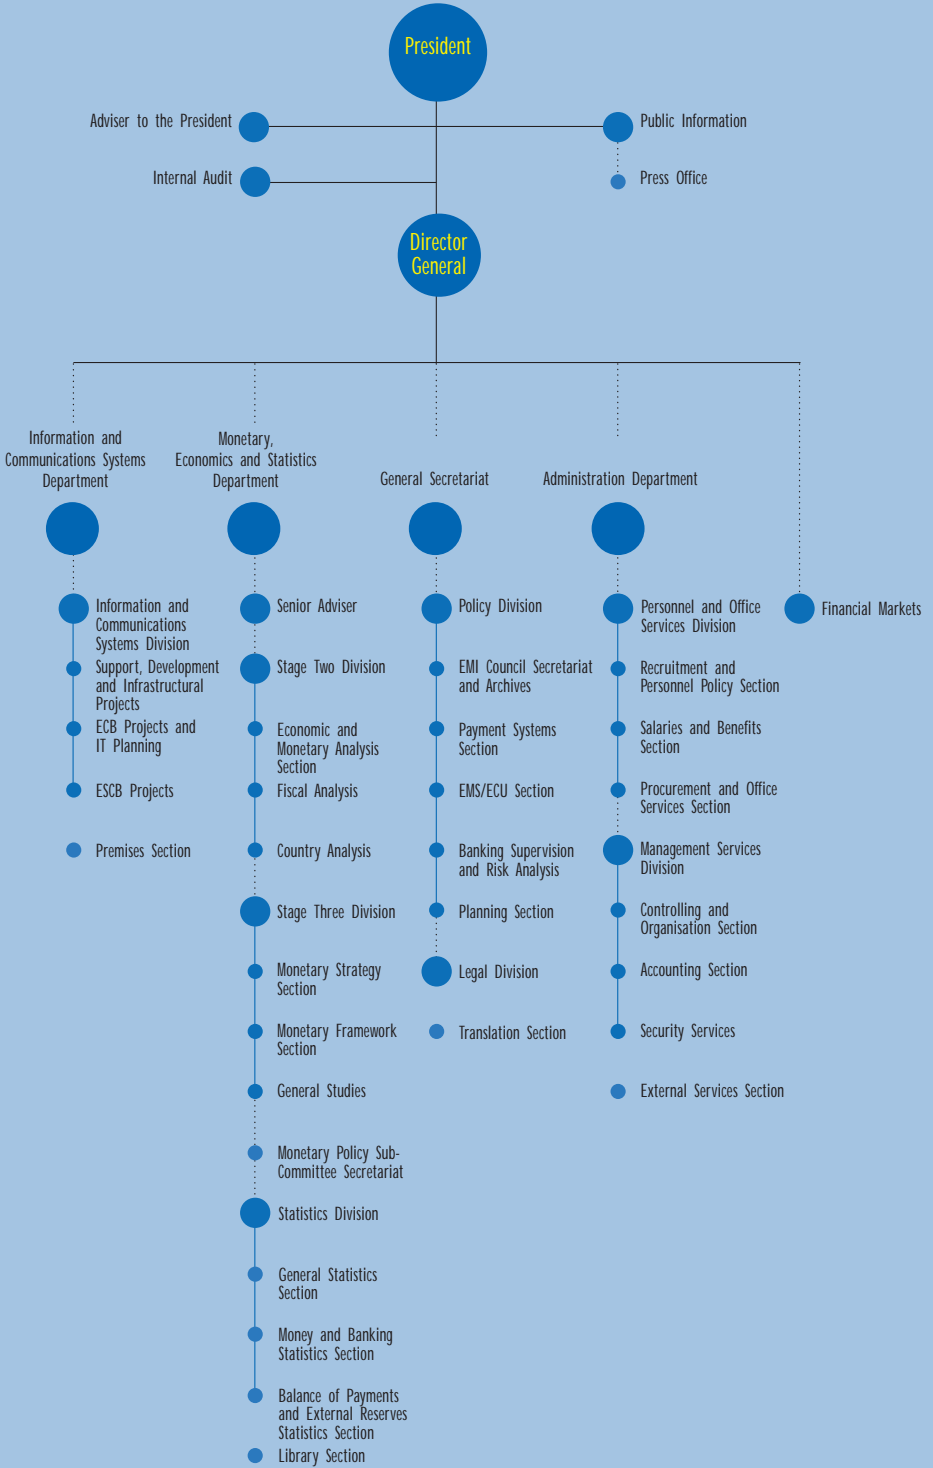 President
Adviser to the President
Public Information
Internal Audit
Press Office
Director
General
Information and
Communications Systems
Department
Monetary,
Economics and Statistics
Department
General Secretariat
Administration Department
Information and
Communications
Systems Division
Support, Development
and Infrastructural
Projects
ECB Projects and
IT Planning
ESCB Projects
Premises Section
Senior Adviser
Stage Two Division
Economic and
Monetary Analysis
Section
Fiscal Analysis
Country Analysis
Stage Three Division
Monetary Strategy
Section
Monetary Framework
Section
General Studies
Monetary Policy Sub-
Committee Secretariat
Statistics Division
General Statistics
Section
Money and Banking
Statistics Section
Balance of Payments
and External Reserves
Statistics Section
Library Section
Policy Division
EMI Council Secretariat
and Archives
Payment Systems
Section
EMS/ECU Section
Banking Supervision
and Risk Analysis
Planning Section
Legal Division
Translation Section
Personnel and Office
Services Division
Recruitment and
Personnel Policy Section
Salaries and Benefits
Section
Procurement and Office
Services Section
Management Services
Division
Controlling and
Organisation Section
Accounting Section
Security Services
External Services Section
Financial Markets